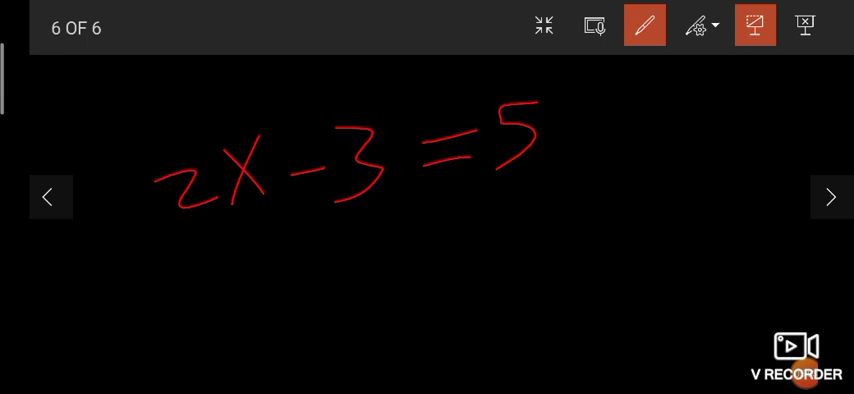 6 OF 6
2X - 3 = 5
V RECORDER